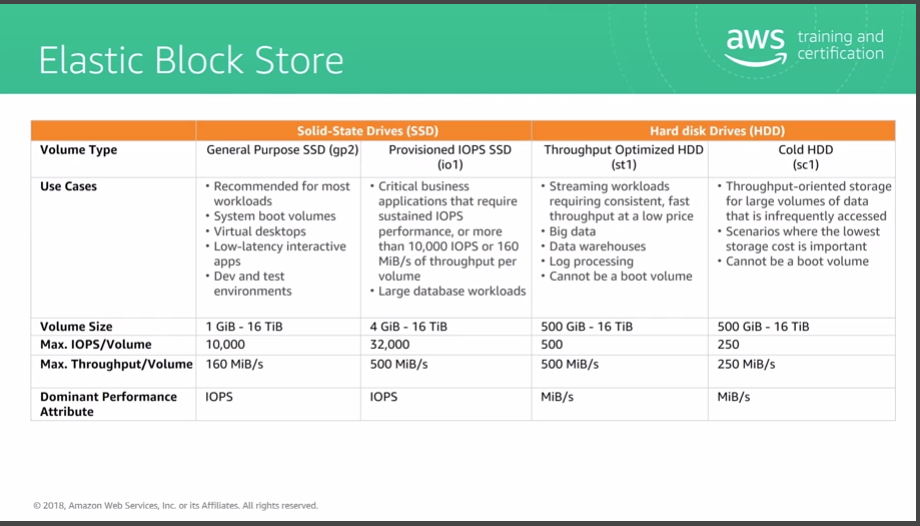 Elastic Block Store
aws training and
certification
Solid-State Drives (SSD)
Hard disk Drives (HDD)
Volume Type
General Purpose SSD (gp2)
Provisioned IOPS SSD
(io1)
Throughput Optimized HDD
(st1)
Cold HDD
(sc1)
Use Cases
• Recommended for most
workloads
• System boot volumes
• Virtual desktops
• Low-latency interactive
apps
• Dev and test
environments
• Critical business
applications that require
sustained IOPS
performance, or more
than 10,000 IOPS or 160
MiB/s of throughput per
volume
• Large database workloads
• Streaming workloads
requiring consistent, fast
throughput at a low price
• Big data
• Data warehouses
• Log processing
• Cannot be a boot volume
• Throughput-oriented storage
for large volumes of data
that is infrequently accessed
• Scenarios where the lowest
storage cost is important
• Cannot be a boot volume
Volume Size
1 GiB - 16 TiB
4 GiB - 16 TiB
500 GiB - 16 TiB
500 GiB - 16 TiB
Max. IOPS/Volume
10,000
32,000
500
250
Max. Throughput/Volume
160 MiB/s
500 MiB/s
500 MiB/s
250 MiB/s
Dominant Performance
Attribute
IOPS
IOPS
MiB/s
MiB/s
© 2018, Amazon Web Services, Inc. or its Affiliates. All rights reserved.